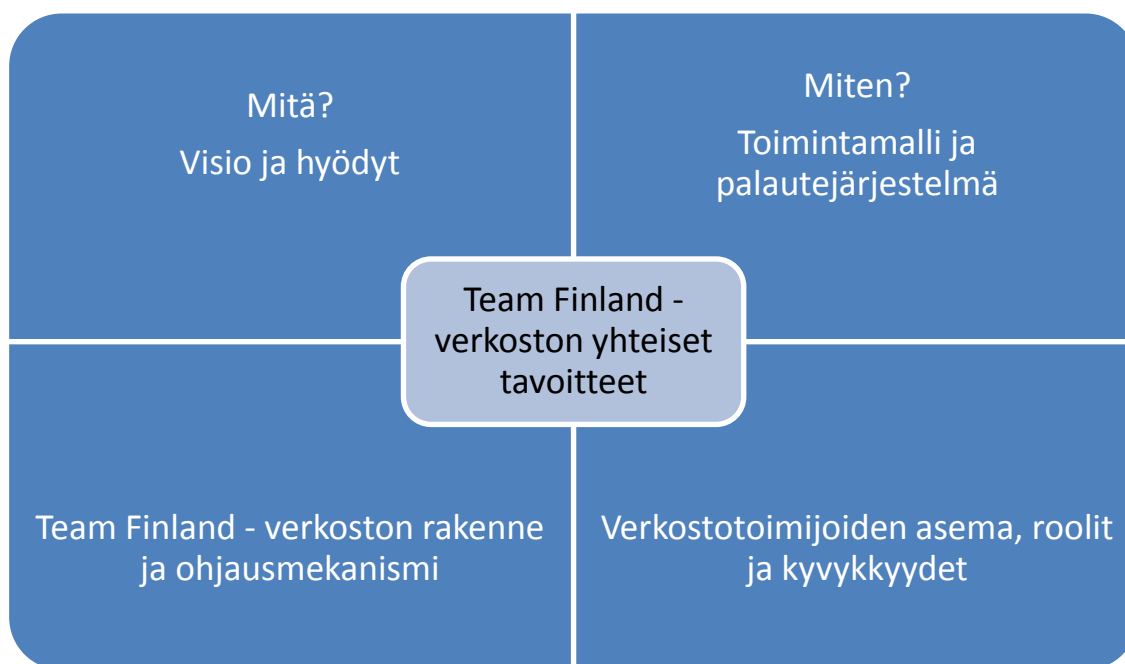 Mitä?
Visio ja hyödyt
Miten?
Toimintamalli ja
palautejärjestelmä
Team Finland -
verkoston yhteiset
tavoitteet
Team Finland - verkoston rakenne
ja ohjausmekanismi
Verkostotoimijoiden asema, roolit
ja kyvykkyydet